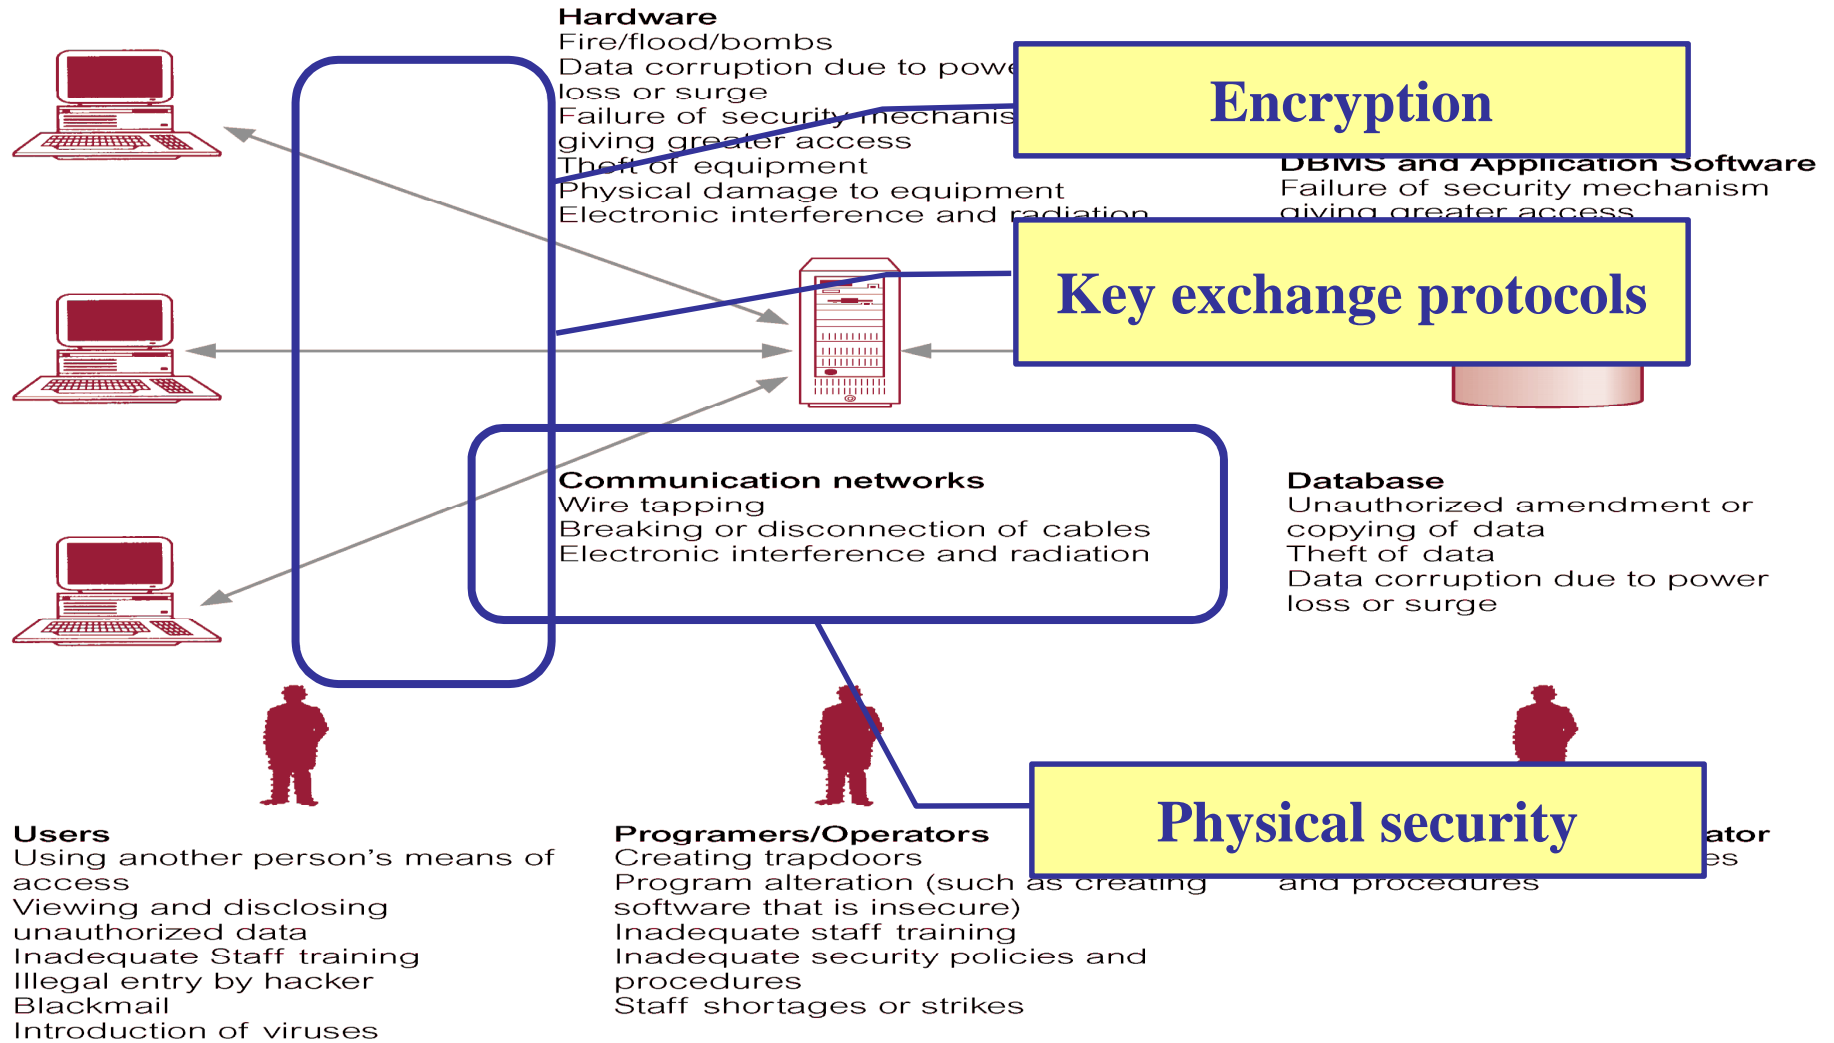 Hardware
Fire/flood/bombs
Data corruption due to
loss or surge
Failure of security
giving greater access
Theft of equipment
Physical damage to equipment
Electronic interference and radiation
Encryption
DBMS and Application Software
Failure of security mechanism
giving greater access
Key exchange protocols
Communication networks
Wire tapping
Breaking or disconnection of cables
Electronic interference and radiation
Database
Unauthorized amendment or
copying of data
Theft of data
Data corruption due to power
loss or surge
Users
Using another person’s means of
access
Viewing and disclosing
unauthorized data
Inadequate Staff training
Illegal entry by hacker
Blackmail
Introduction of viruses
Programers/Operators
Creating trapdoors
Program alteration (such as creating
software that is insecure)
Inadequate staff training
Inadequate security policies and
procedures
Staff shortages or strikes
Physical security
and procedures